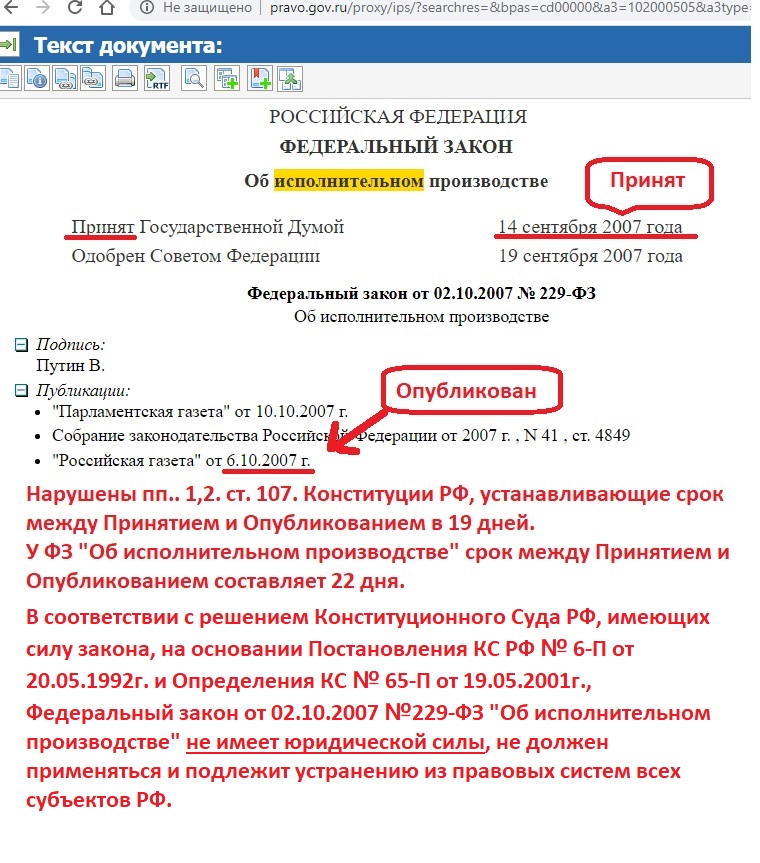 Не защищено | pravo.gov.ru/proxy/ips/?searchres=&bpas=cd00000&a3=102000505&a3type=
Текст документа:
RTF
РОССИЙСКАЯ ФЕДЕРАЦИЯ
ФЕДЕРАЛЬНЫЙ ЗАКОН
Об исполнительном производстве
Принят
Принят Государственной Думой 14 сентября 2007 года
Одобрен Советом Федерации 19 сентября 2007 года
Федеральный закон от 02.10.2007 № 229-ФЗ
Об исполнительном производстве
Подпись:
Путин В.
Публикации:
Опубликован
• "Парламентская газета" от 10.10.2007 г.
• Собрание законодательства Российской Федерации от 2007 г. , N 41 , ст. 4849
• "Российская газета" от 6.10.2007 г.
Нарушены пп.. 1,2. ст. 107. Конституции РФ, устанавливающие срок
между Принятием и Опубликованием в 19 дней.
У ФЗ "Об исполнительном производстве" срок между Принятием и
Опубликованием составляет 22 дня.
В соответствии с решением Конституционного Суда РФ, имеющих
силу закона, на основании Постановления КС РФ № 6-П от
20.05.1992г. и Определения КС № 65-П от 19.05.2001г.,
Федеральный закон от 02.10.2007 №229-ФЗ "Об исполнительном
производстве" не имеет юридической силы, не должен
применяться и подлежит устранению из правовых систем всех
субъектов РФ.